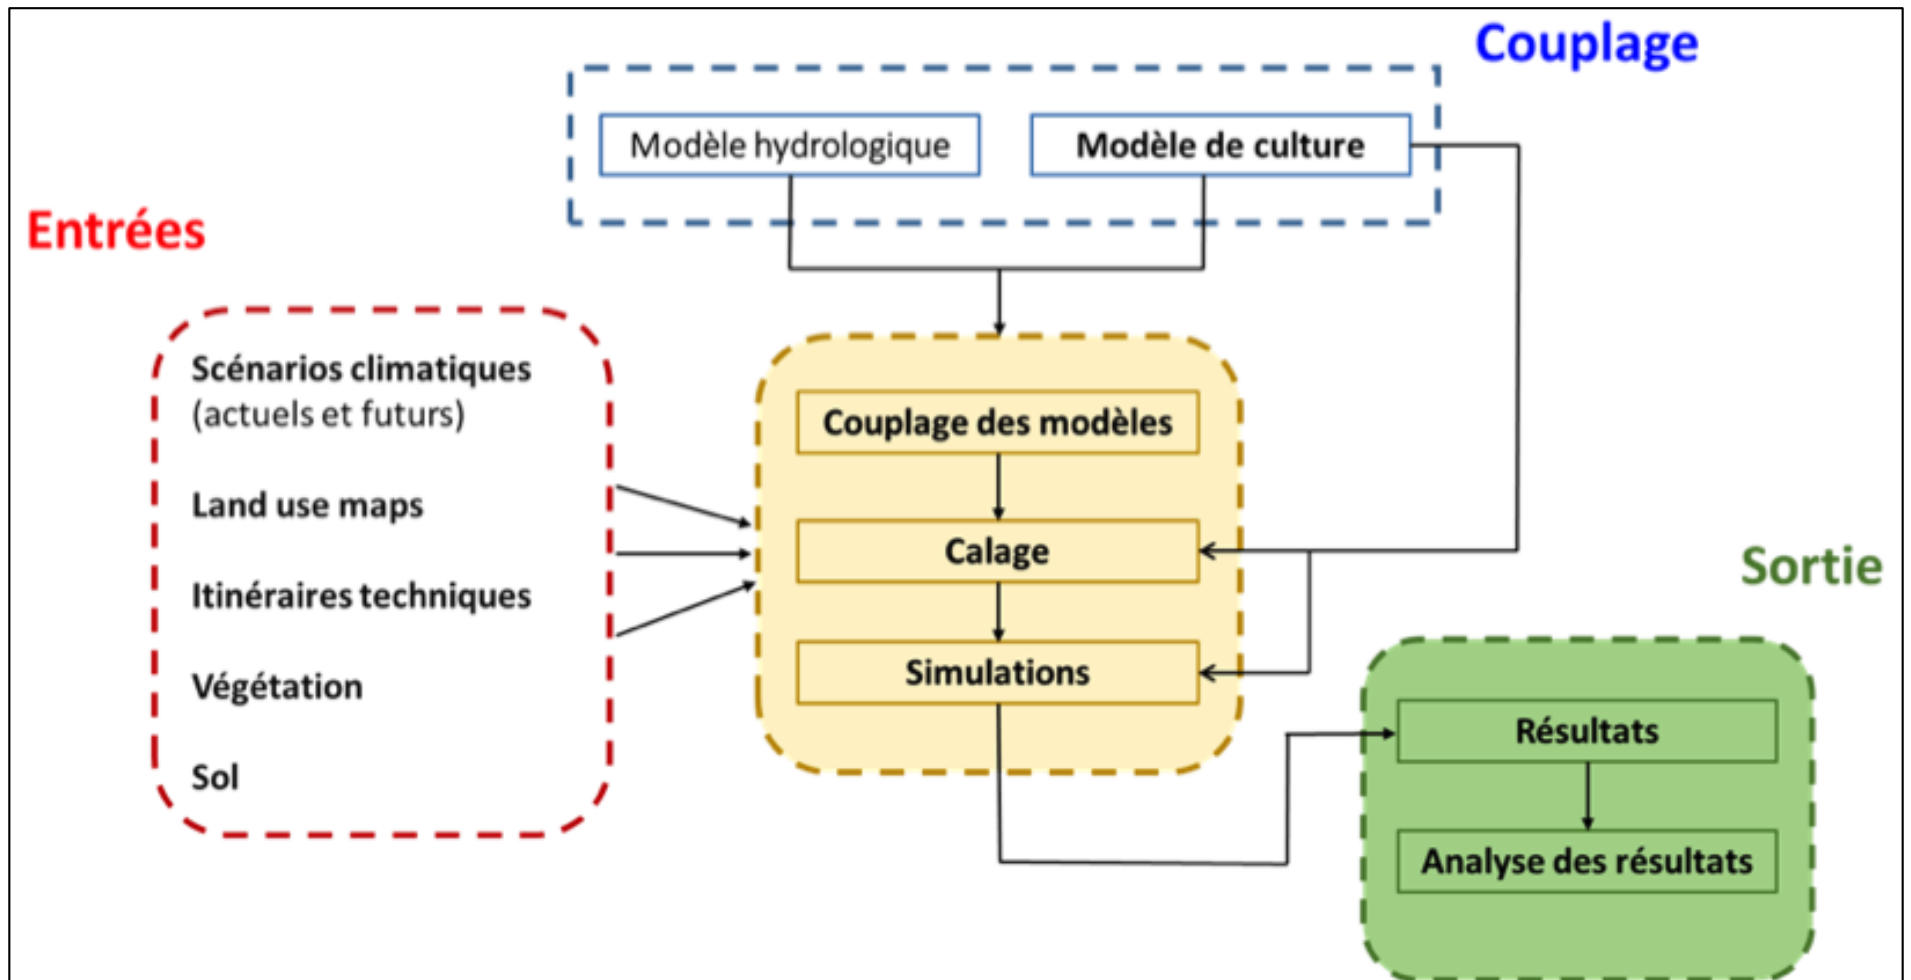 Couplage
Modèle hydrologique
Modèle de culture
Entrées
Scénarios climatiques
(actuels et futurs)
Land use maps
Itinéraires techniques
Végétation
Sol
Couplage des modèles
Calage
Simulations
Sortie
Résultats
Analyse des résultats